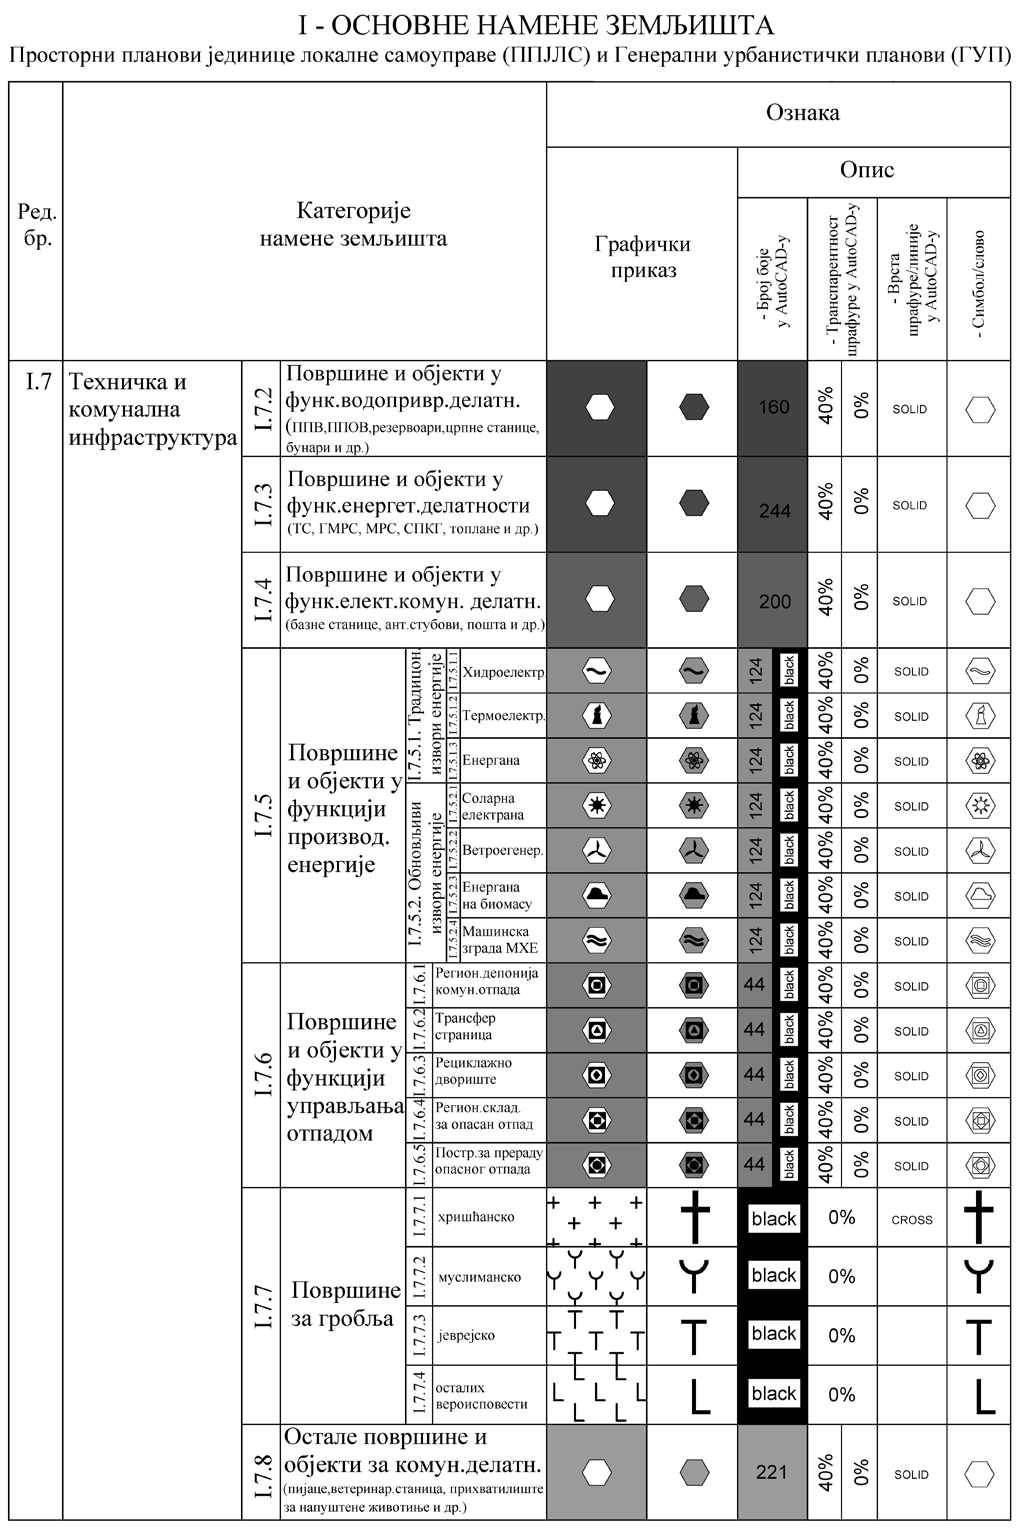 I - ОСНОВНЕ НАМЕНЕ ЗЕМЉИШТА
Просторни планови јединице локалне самоуправе (ППЈЛС) и Генерални урбанистички планови (ГУП)
Ред.
бр.
Категорије
намене земљишта
Ознака
Графички
приказ
Опис
- Број боје
у AutoCAD-у
- Транспарентност
шрафуре у AutoCAD-у
- Врста
шрафуре/линије
у AutoCAD-у
- Симбол/слово
I.7
Техничка и
комунална
инфраструктура
I.7.2
Површине и објекти у
функ.водопривр.делатн.
(ППВ,ППОВ,резервоари,црпне станице,
бунари и др.)
160
40%
0%
SOLID
I.7.3
Површине и објекти у
функ.енергет.делатности
(ТС, ГМРС, МРС, СПКГ, топлане и др.)
244
40%
0%
SOLID
I.7.4
Површине и објекти у
функ.елект.комун. делатн.
(базне станице, ант.стубови, пошта и др.)
200
40%
0%
SOLID
I.7.5
Површине
и објекти у
функцији
производ.
енергије
I.7.5.1. Традицион.
извори енергије
I.7.5.1.1
Хидроелектр.
124
black
40%
0%
SOLID
I.7.5.1.2
Термоелектр.
124
black
40%
0%
SOLID
I.7.5.1.3
Енергана
124
black
40%
0%
SOLID
I.7.5.2. Обновљиви
извори енергије
I.7.5.2.1
Соларна
електрана
124
black
40%
0%
SOLID
I.7.5.2.2
Ветроегенер.
124
black
40%
0%
SOLID
I.7.5.2.3
Енергана
на биомасу
124
black
40%
0%
SOLID
I.7.5.2.4
Машинска
зграда МХЕ
124
black
40%
0%
SOLID
I.7.6
Површине
и објекти у
функцији
управљања
отпадом
I.7.6.1
Регион.депонија
комун.отпада
44
black
40%
0%
SOLID
I.7.6.2
Трансфер
страница
44
black
40%
0%
SOLID
I.7.6.3
Рециклажно
двориште
44
black
40%
0%
SOLID
I.7.6.4
Регион.склад.
за опасан отпад
44
black
40%
0%
SOLID
I.7.6.5
Постр.за прераду
опасног отпада
44
black
40%
0%
SOLID
I.7.7
Површине
за гробља
I.7.7.1
хришћанско
black
0%
CROSS
I.7.7.2
муслиманско
black
0%
I.7.7.3
јеврејско
black
0%
I.7.7.4
осталих
вероисповести
black
0%
I.7.8
Остале површине и
објекти за комун.делатн.
(пијаце,ветеринар.станица, прихватилиште
за напуштене животиње и др.)
221
40%
0%
SOLID